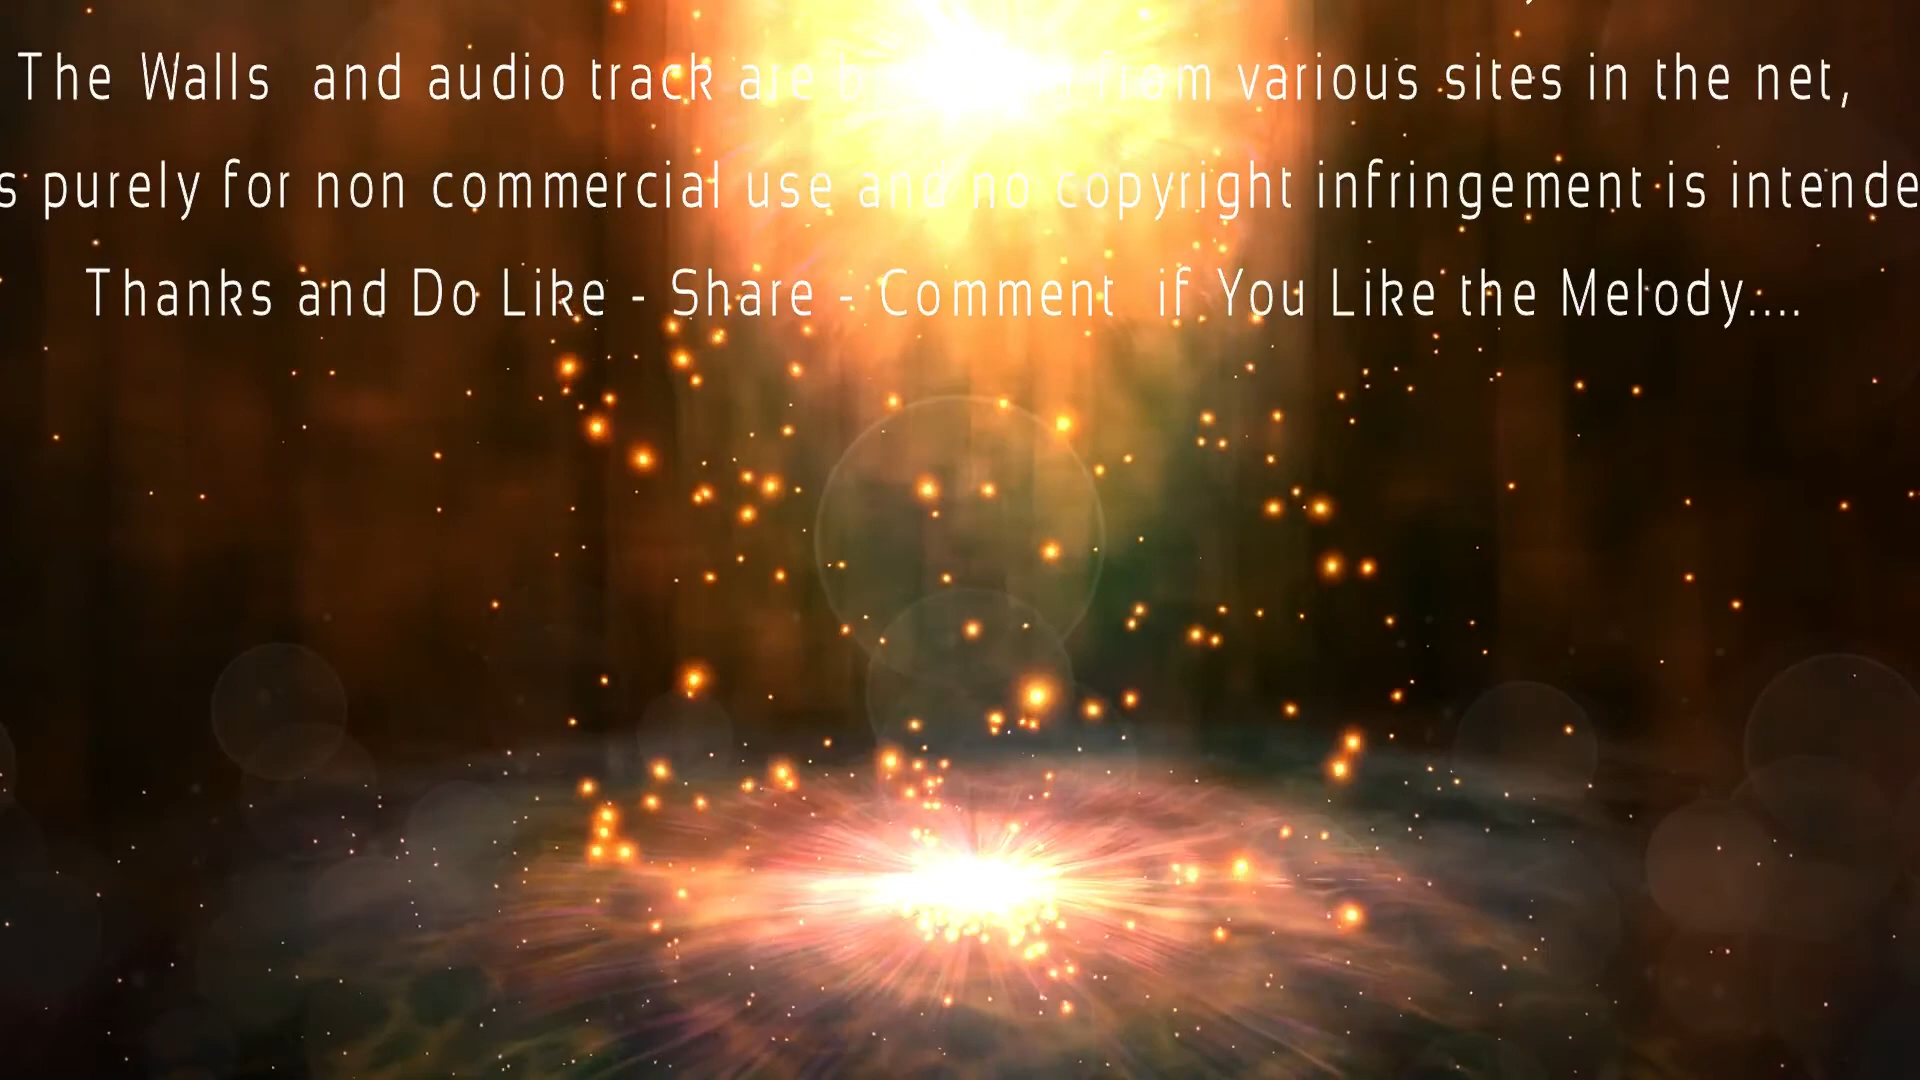 The Walls and audio track are from various sites in the net,
s purely for non commercial use and no copyright infringement is intende
Thanks and Do Like - Share - Comment if You Like the Melody....